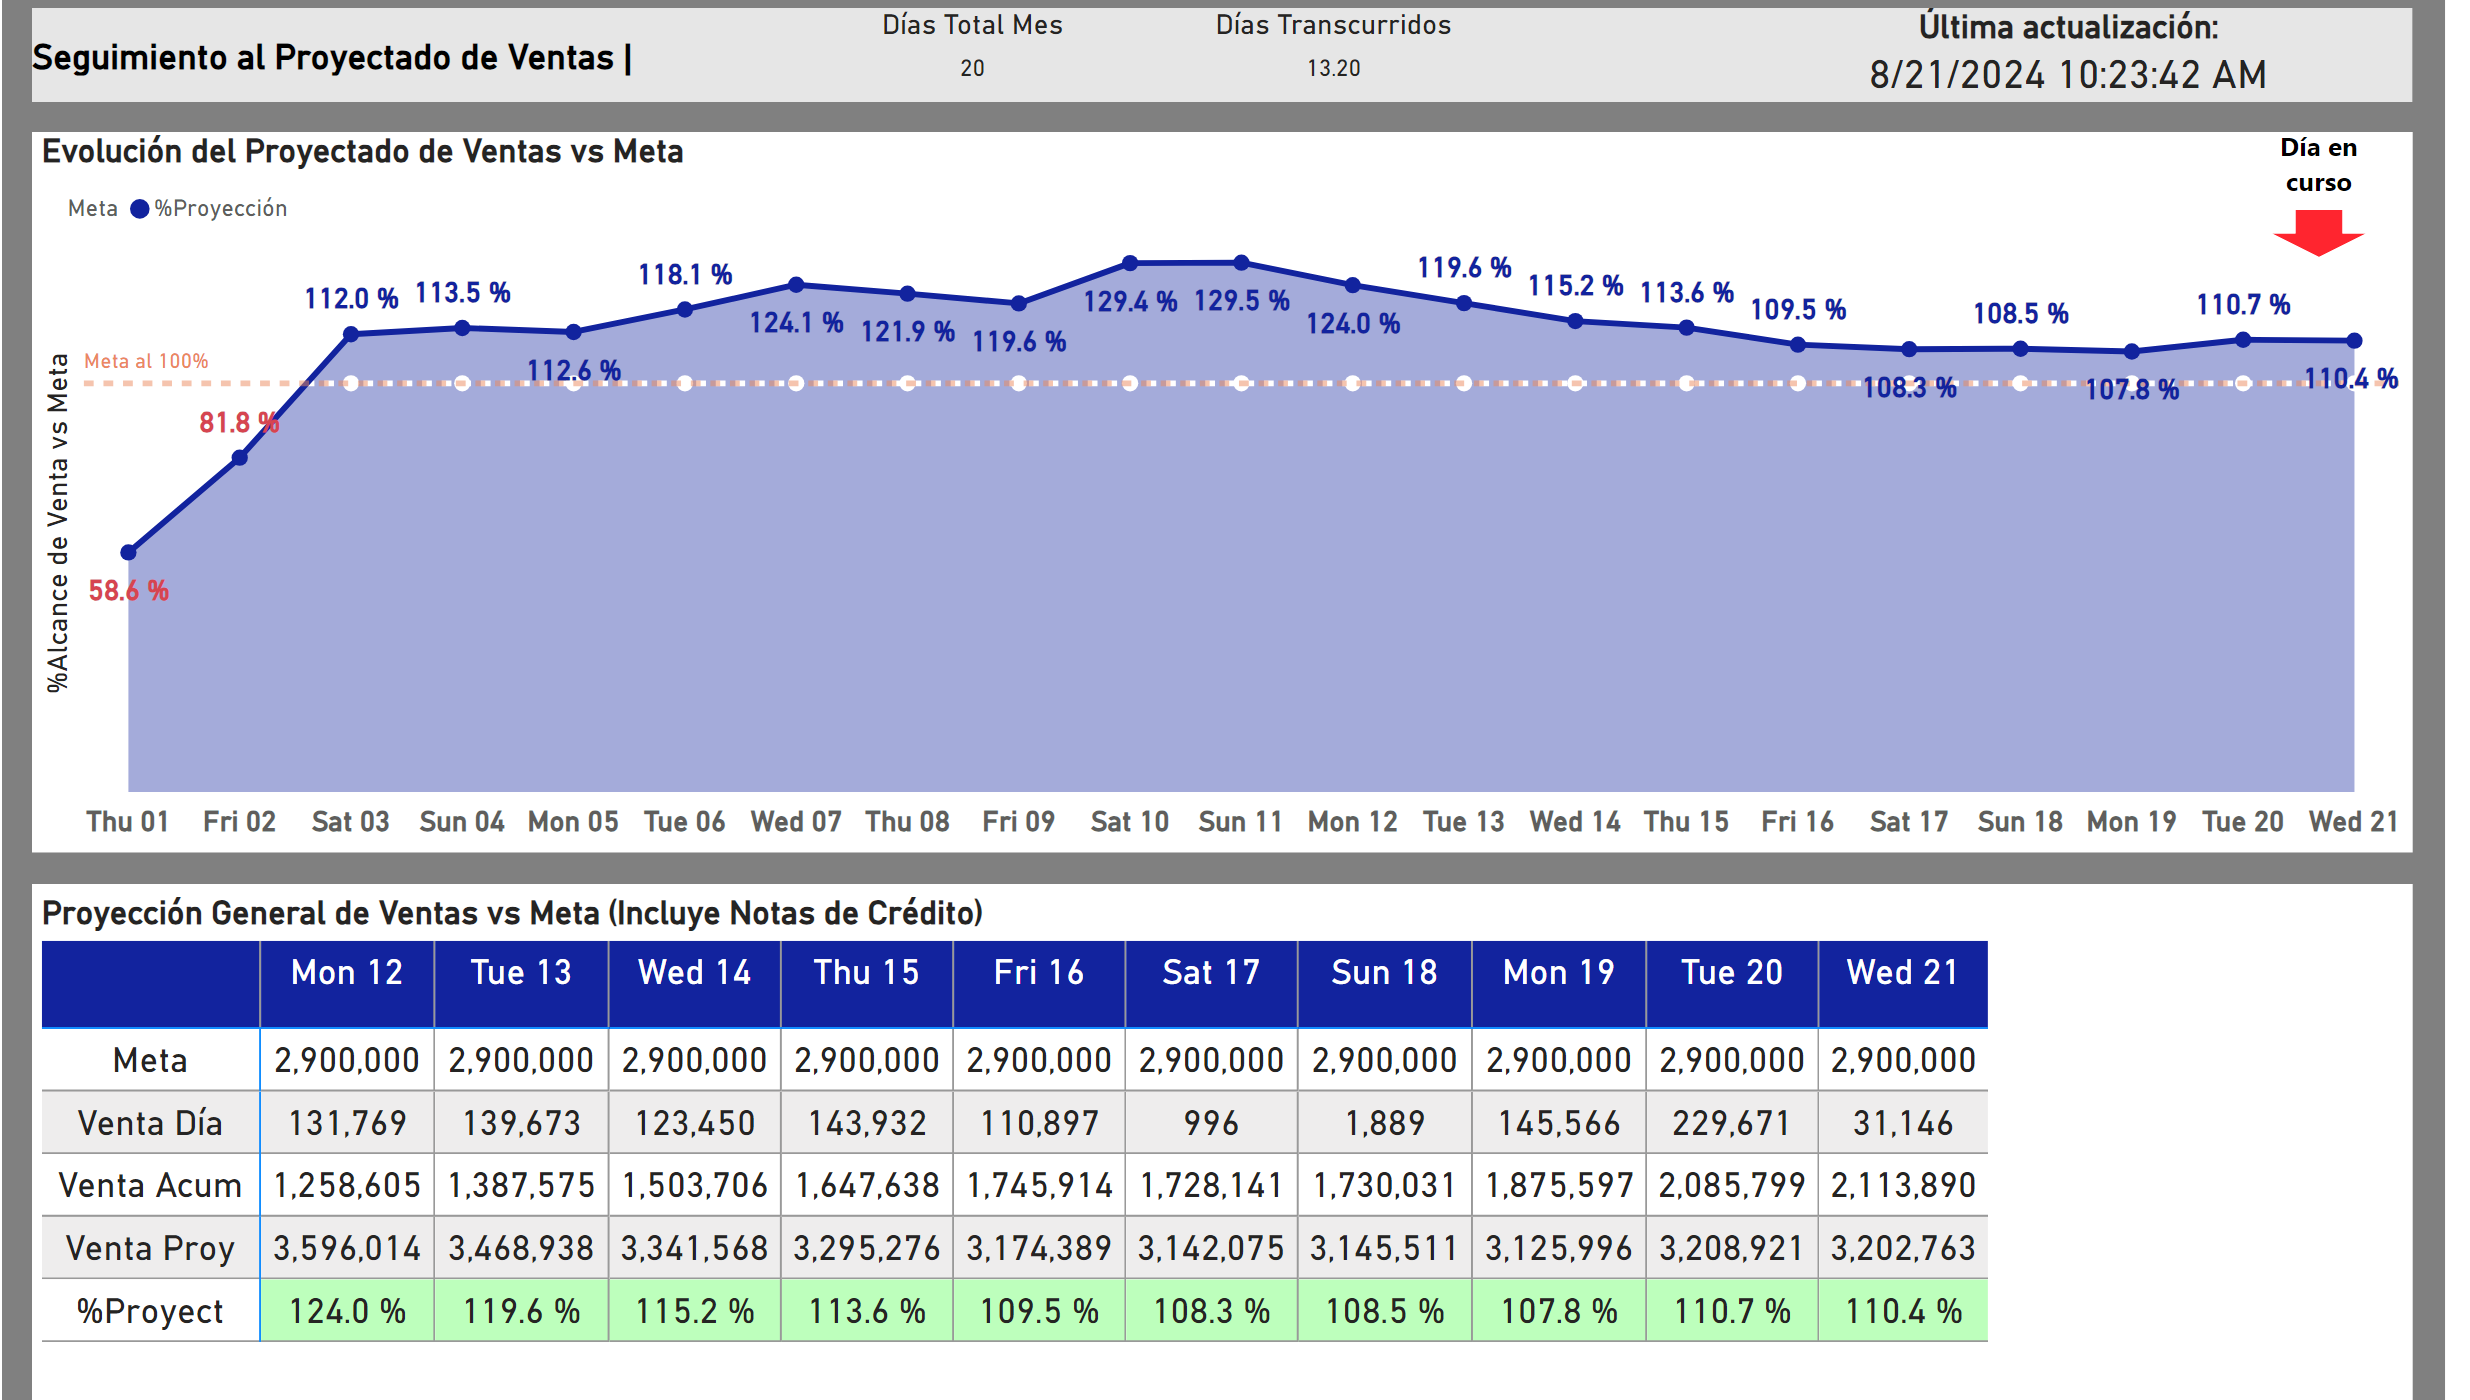 Seguimiento al Proyectado de Ventas |
Días Total Mes
20
Días Transcurridos
13.20
Última actualización:
8/21/2024 10:23:42 AM
Evolución del Proyectado de Ventas vs Meta
Día en
curso
Meta %Proyección
%Alcance de Venta vs Meta
Meta al 100%
58.6 %
81.8 %
112.0 %
113.5 %
112.6 %
118.1 %
124.1 %
121.9 %
119.6 %
129.4 %
129.5 %
124.0 %
119.6 %
115.2 %
113.6 %
109.5 %
108.3 %
108.5 %
107.8 %
110.7 %
110.4 %
Thu 01 Fri 02 Sat 03 Sun 04 Mon 05 Tue 06 Wed 07 Thu 08 Fri 09 Sat 10 Sun 11 Mon 12 Tue 13 Wed 14 Thu 15 Fri 16 Sat 17 Sun 18 Mon 19 Tue 20 Wed 21
Proyección General de Ventas vs Meta (Incluye Notas de Crédito)
Mon 12 Tue 13 Wed 14 Thu 15 Fri 16 Sat 17 Sun 18 Mon 19 Tue 20 Wed 21
Meta 2,900,000 2,900,000 2,900,000 2,900,000 2,900,000 2,900,000 2,900,000 2,900,000 2,900,000 2,900,000
Venta Día 131,769 139,673 123,450 143,932 110,897 996 1,889 145,566 229,671 31,146
Venta Acum 1,258,605 1,387,575 1,503,706 1,647,638 1,745,914 1,728,141 1,730,031 1,875,597 2,085,799 2,113,890
Venta Proy 3,596,014 3,468,938 3,341,568 3,295,276 3,174,389 3,142,075 3,145,511 3,125,996 3,208,921 3,202,763
%Proyect 124.0 % 119.6 % 115.2 % 113.6 % 109.5 % 108.3 % 108.5 % 107.8 % 110.7 % 110.4 %